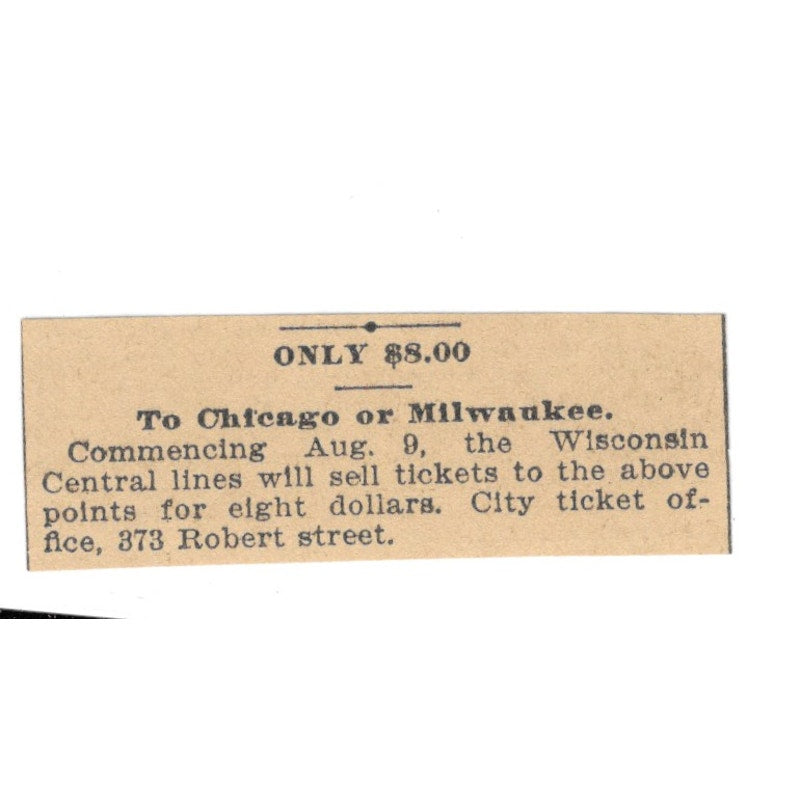 ONLY $8.00
To Chicago or Milwaukee.
Commencing Aug. 9, the Wisconsin
Central lines will sell tickets to the above
points for eight dollars. City ticket of-
fice, 373 Robert street.